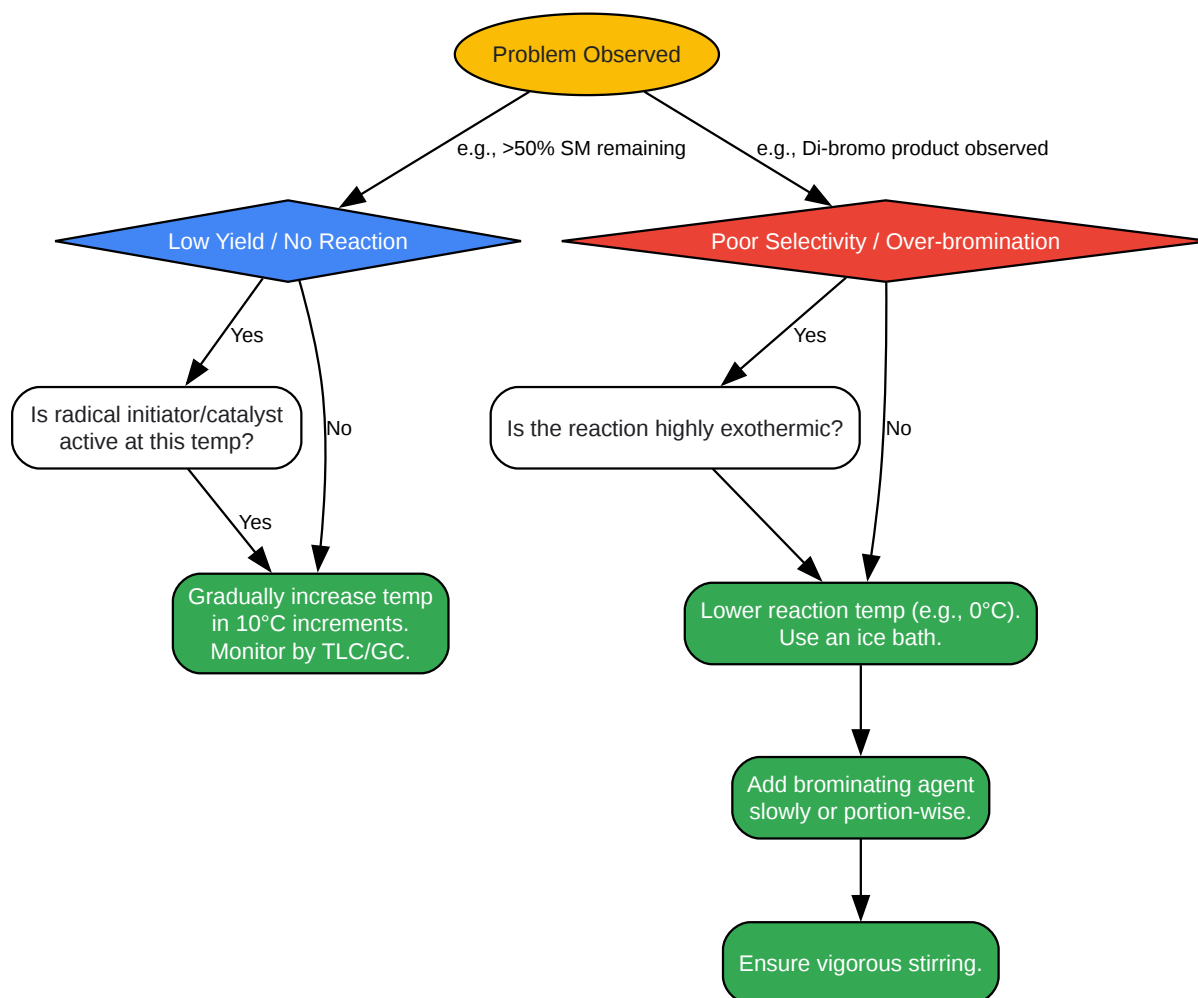 Problem Observed
e.g., >50% SM remaining
e.g., Di-bromo product observed
Low Yield / No Reaction
Poor Selectivity / Over-bromination
Yes
Yes
Is radical initiator/catalyst
active at this temp?
No
Is the reaction highly exothermic?
No
Yes
Gradually increase temp
in 10°C increments.
Monitor by TLC/GC.
Lower reaction temp (e.g., 0°C).
Use an ice bath.
Add brominating agent
slowly or portion-wise.
Ensure vigorous stirring.